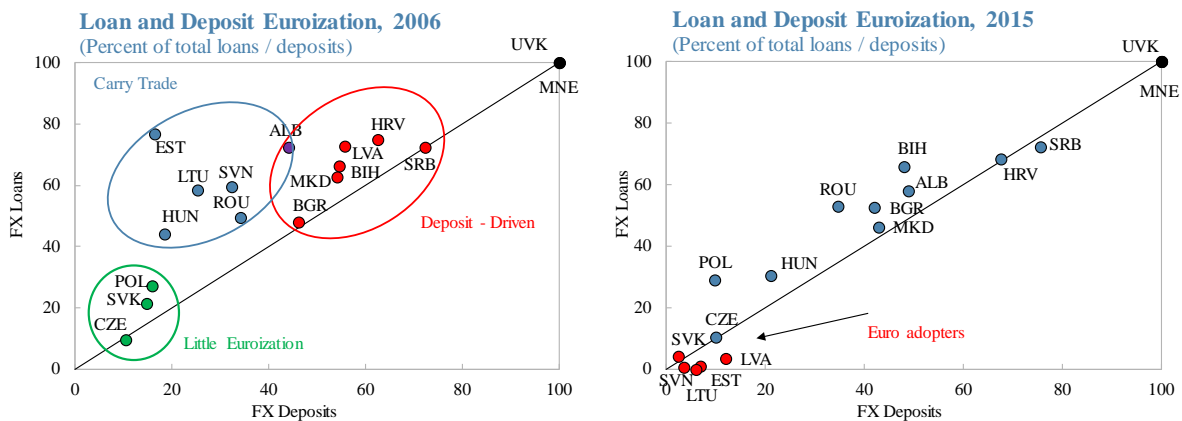 Loan and Deposit Euroization, 2006
(Percent of total loans / deposits)
UVK
100
Carry Trade
MNE
80
ALB
HRV
EST
LVA
SRB
LTU
SVN
BIH
60
MKD
ROU
BGR
HUN
Deposit - Driven
40
POL
SVK
20
CZE
Little Euroization
0
0
20
40
60
80
100
FX Loans
FX Deposits
Loan and Deposit Euroization, 2015
(Percent of total loans / deposits)
UVK
100
MNE
80
BIH
SRB
HRV
ALB
60
ROU
BGR
MKD
40
POL
HUN
20
CZE
Euro adopters
SVK
LVA
0
SVN
EST
LTU
0
20
40
60
80
100
FX Loans
FX Deposits